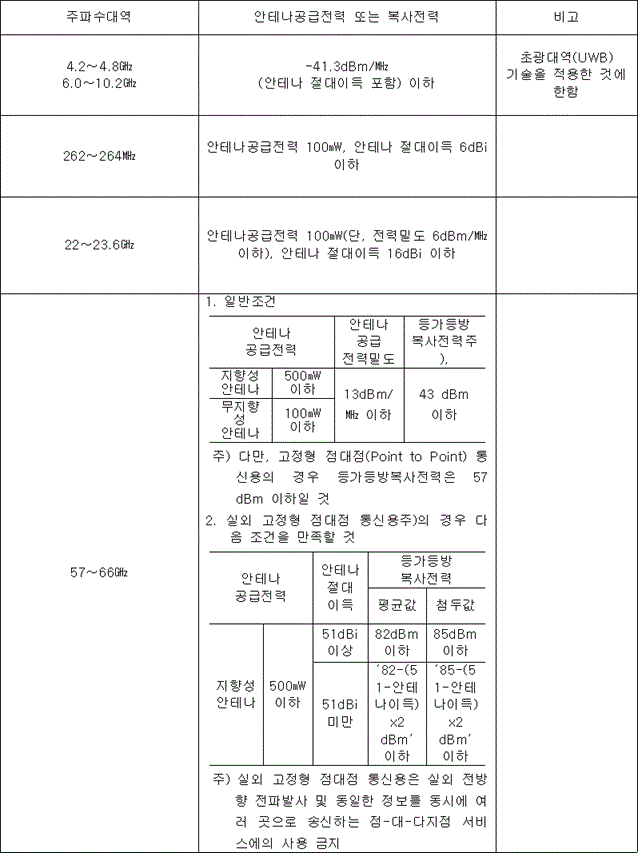 주파수대역 안테나공급전력 또는 복사전력 비고
4.2~4.8㎓
6.0~10.2㎓
-41.3dBm/㎒
(안테나 절대이득 포함) 이하
초광대역(UWB)
기술을 적용한 것에
한함
262~264㎒
안테나공급전력 100㎽, 안테나 절대이득 6dBi
이하
22~23.6㎓
안테나공급전력 100㎽(단, 전력밀도 6dBm/㎒
이하), 안테나 절대이득 16dBi 이하
57~66㎓
1. 일반조건
안테나
공급전력
안테나
공급
전력밀도
등가등방
복사전력주
),
지향성
안테나
500㎽
이하
무지향
성
안테나
100㎽
이하
13dBm/
㎒ 이하
43 dBm
이하
주) 다만, 고정형 점대점(Point to Point) 통
신용의 경우 등가등방복사전력은 57
dBm 이하일 것
2. 실외 고정형 점대점 통신용주)의 경우 다
음 조건을 만족할 것
안테나
공급전력
안테나
절대
이득
등가등방
복사전력
평균값
첨두값
지향성
안테나
500㎽
이하
51dBi
이상
82dBm
이하
85dBm
이하
51dBi
미만
'82-(5
1-안테
나이득)
x2
dBm'
이하
'85-(5
1-안테
나이득)
x2
dBm'
이하
주) 실외 고정형 점대점 통신용은 실외 전방
향 전파발사 및 동일한 정보를 동시에 여
러 곳으로 송신하는 점-대-다지점 서비
스에의 사용 금지